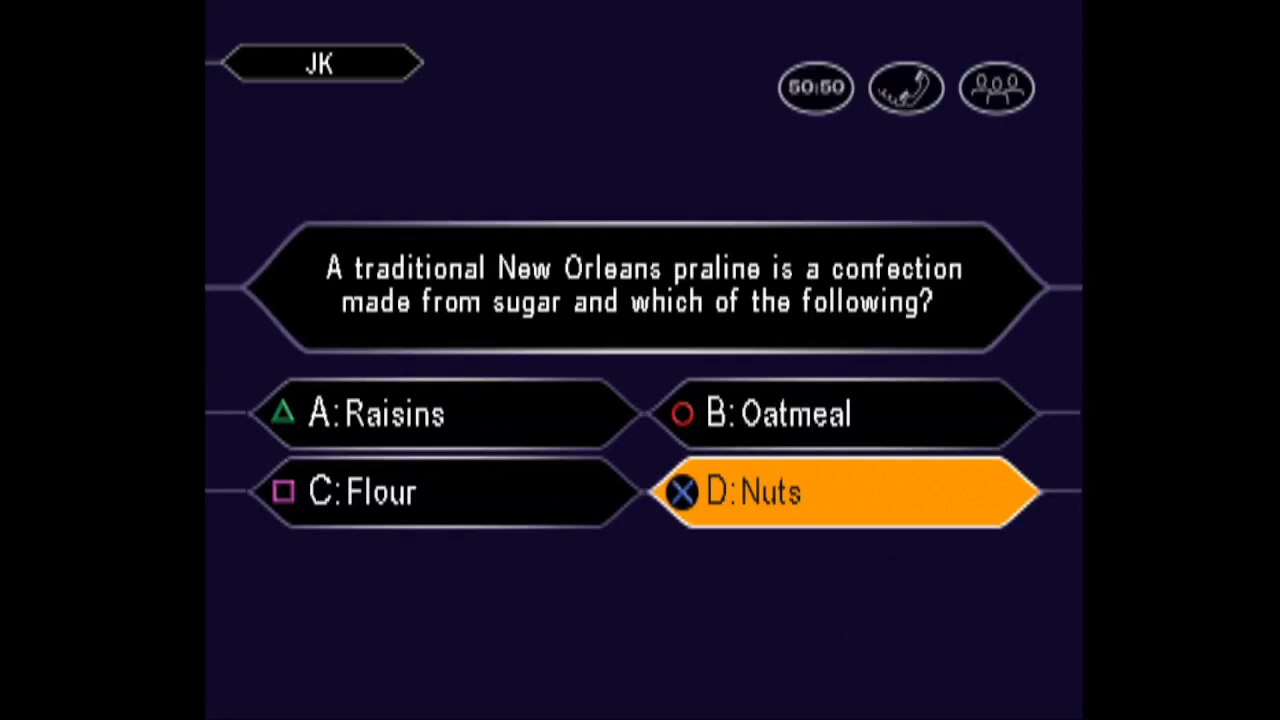 JK
50:50
A traditional New Orleans praline is a confection
made from sugar and which of the following?
A: Raisins
B: Oatmeal
C: Flour
D: Nuts